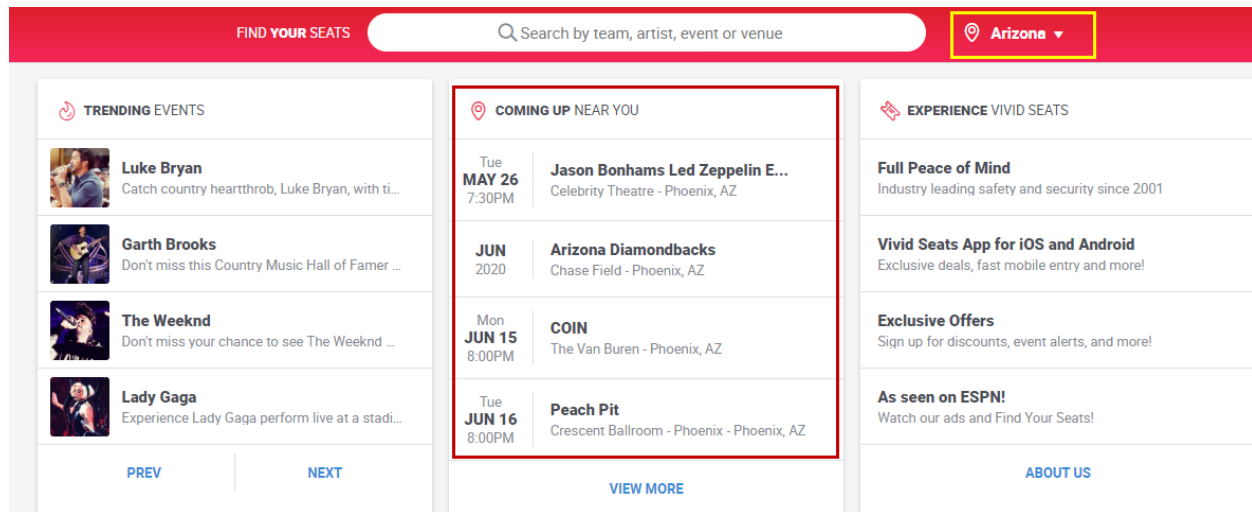 FIND YOUR SEATS
Search by team, artist, event or venue
Arizona
TRENDING EVENTS
Luke Bryan
Catch country heartthrob, Luke Bryan, with ti...
Garth Brooks
Don't miss this Country Music Hall of Famer ...
The Weeknd
Don't miss your chance to see The Weeknd ...
Lady Gaga
Experience Lady Gaga perform live at a stadi...
PREV
NEXT
COMING UP NEAR YOU
Tue
MAY 26
7:30PM
Jason Bonhams Led Zeppelin E...
Celebrity Theatre - Phoenix, AZ
JUN
2020
Arizona Diamondbacks
Chase Field - Phoenix, AZ
Mon
JUN 15
8:00PM
COIN
The Van Buren - Phoenix, AZ
Tue
JUN 16
8:00PM
Peach Pit
Crescent Ballroom - Phoenix - Phoenix, AZ
VIEW MORE
EXPERIENCE VIVID SEATS
Full Peace of Mind
Industry leading safety and security since 2001
Vivid Seats App for iOS and Android
Exclusive deals, fast mobile entry and more!
Exclusive Offers
Sign up for discounts, event alerts, and more!
As seen on ESPN!
Watch our ads and Find Your Seats!
ABOUT US